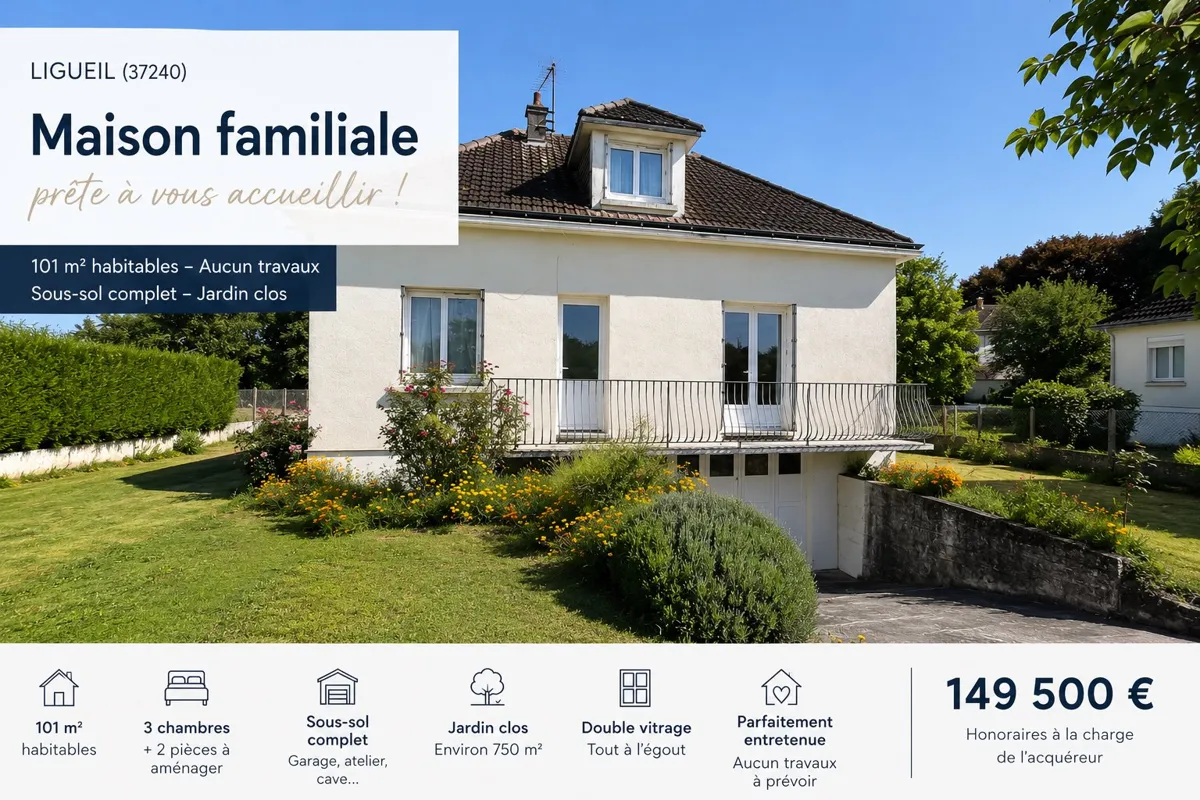 LIGUEIL (37240)
Maison familiale
prête à vous accueillir !
101 m² habitables – Aucun travaux
Sous-sol complet – Jardin clos
101 m²
habitables
3 chambres
+ 2 pièces à
aménager
Sous-sol
complet
Garage, atelier,
cave...
Jardin clos
Environ 750 m²
Double vitrage
Tout à l'égout
Parfaitement
entretenue
Aucun travaux
à prévoir
149 500 €
Honoraires à la charge
de l'acquéreur